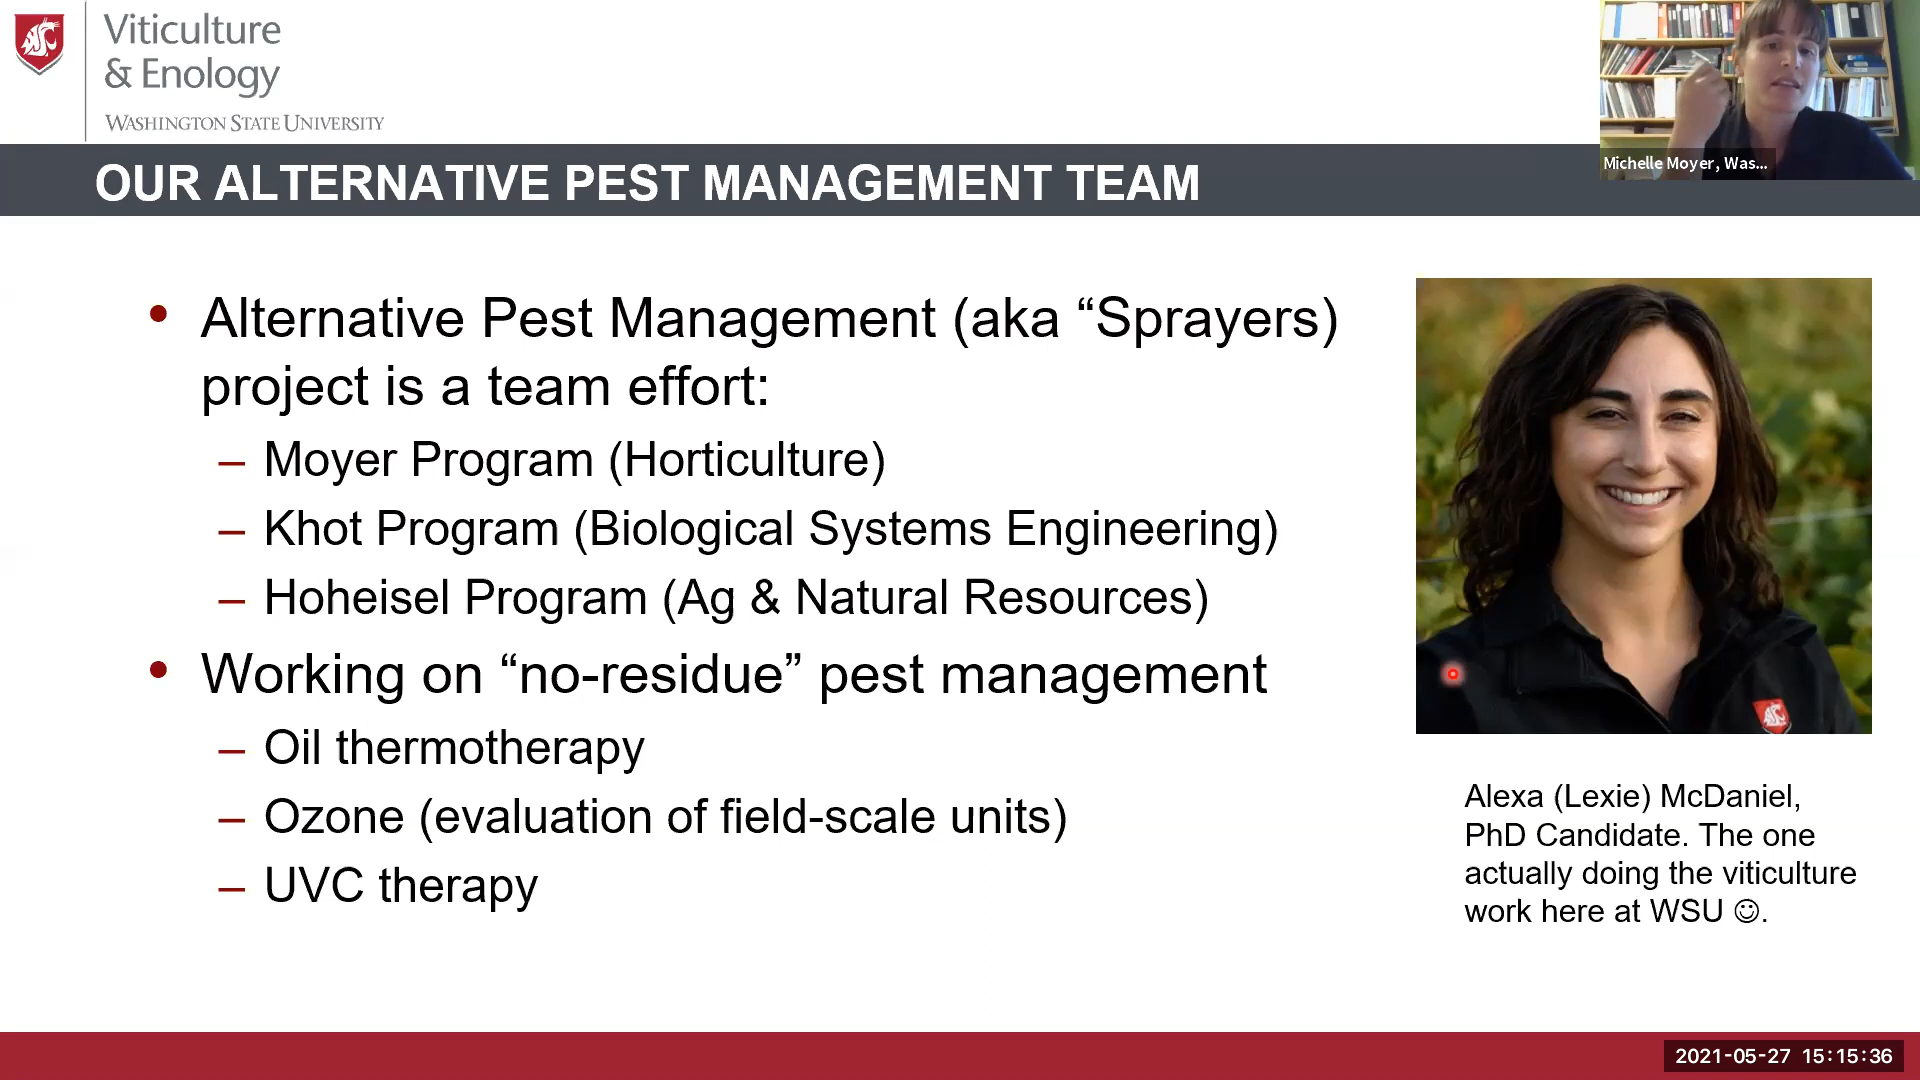 Viticulture
& Enology
WASHINGTON STATE UNIVERSITY
Michelle Moyer, Was...
OUR ALTERNATIVE PEST MANAGEMENT TEAM
• Alternative Pest Management (aka “Sprayers)
project is a team effort:
– Moyer Program (Horticulture)
– Khot Program (Biological Systems Engineering)
– Hoheisel Program (Ag & Natural Resources)
• Working on “no-residue” pest management
– Oil thermotherapy
– Ozone (evaluation of field-scale units)
– UVC therapy
Alexa (Lexie) McDaniel,
PhD Candidate. The one
actually doing the viticulture
work here at WSU ☺.
2021-05-27 15:15:36